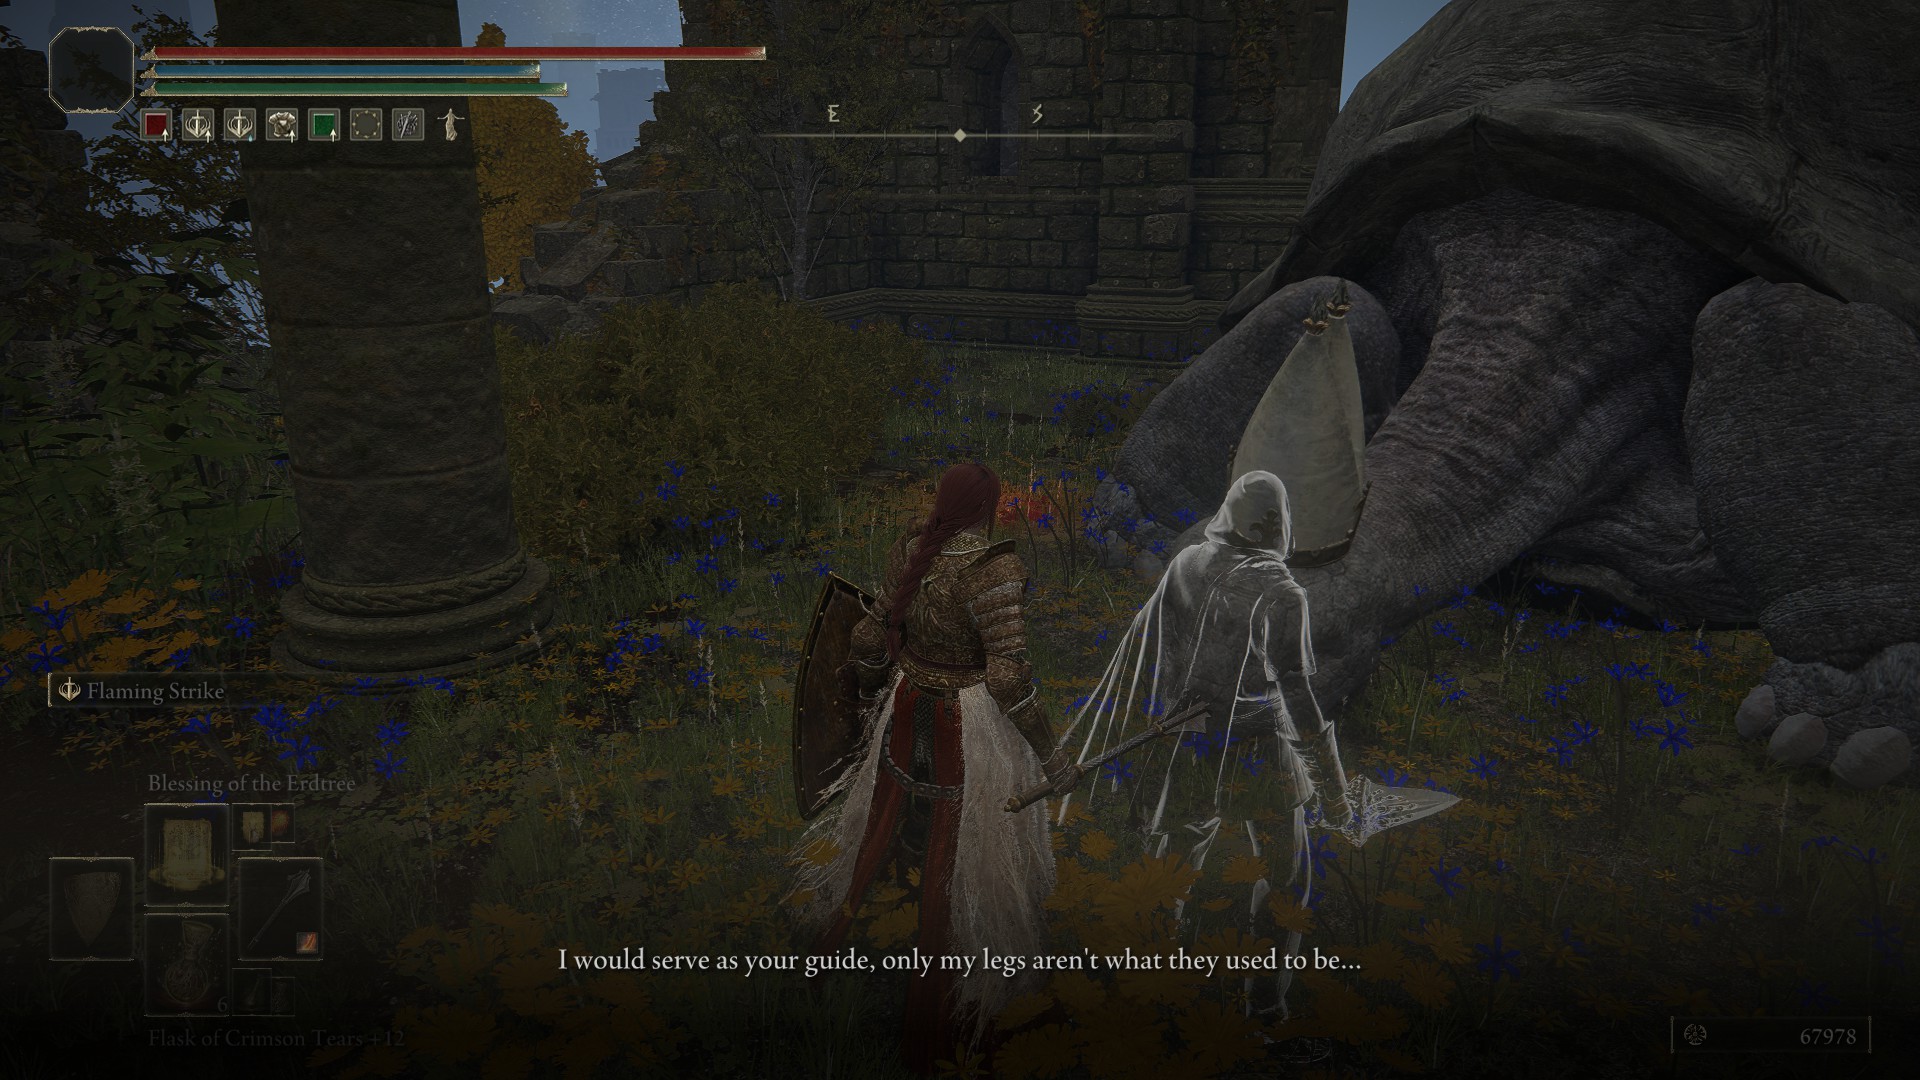 E S
Flaming Strike
Blessing of the Erdtree
6
Flask of Crimson Tears +12
I would serve as your guide, only my legs aren't what they used to be...
67978